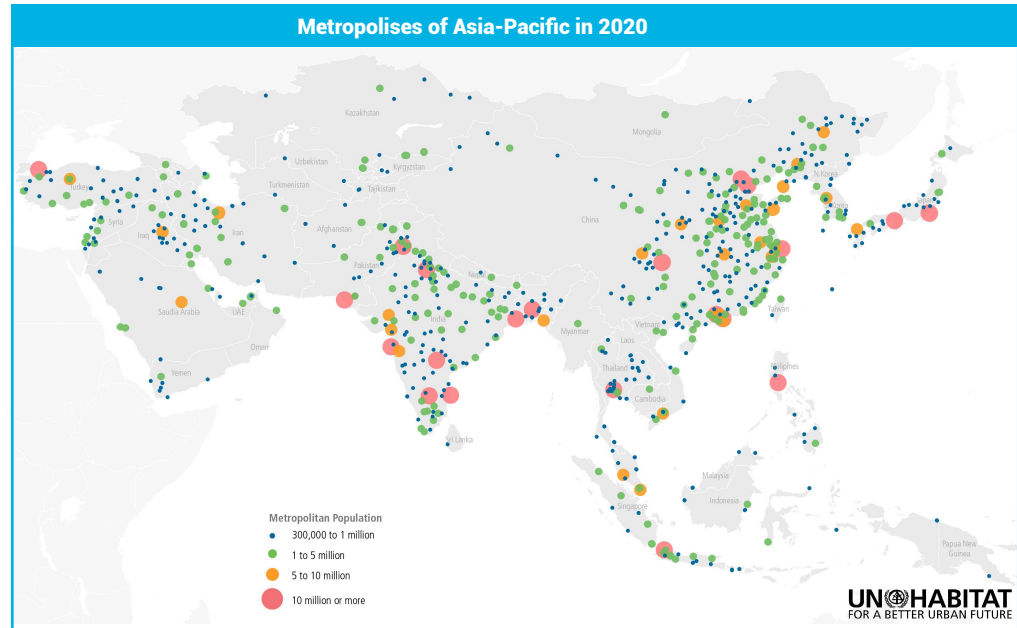 Metropolises of Asia-Pacific in 2020
Kazakhstan
Mongolia
Uzbekistan
Kyrgyzstan
N.Korea
Turkey
Turkmenistan
Tajikistan
Japan
Korea
Syria
China
Iraq
Iran
Afghanistan
Pakistan
Nepal
Saudia Arabia
UAE
India
Taiwan
Myanmar
Vietnam
Oman
Laos
Yemen
Thailand
Philipines
Cambodia
Sri Lanka
Malaysia
Indonesia
Singapore
Papua New
Guinea
Metropolitan Population
300,000 to 1 million
1 to 5 million
5 to 10 million
10 million or more
UN HABITAT
FOR A BETTER URBAN FUTURE